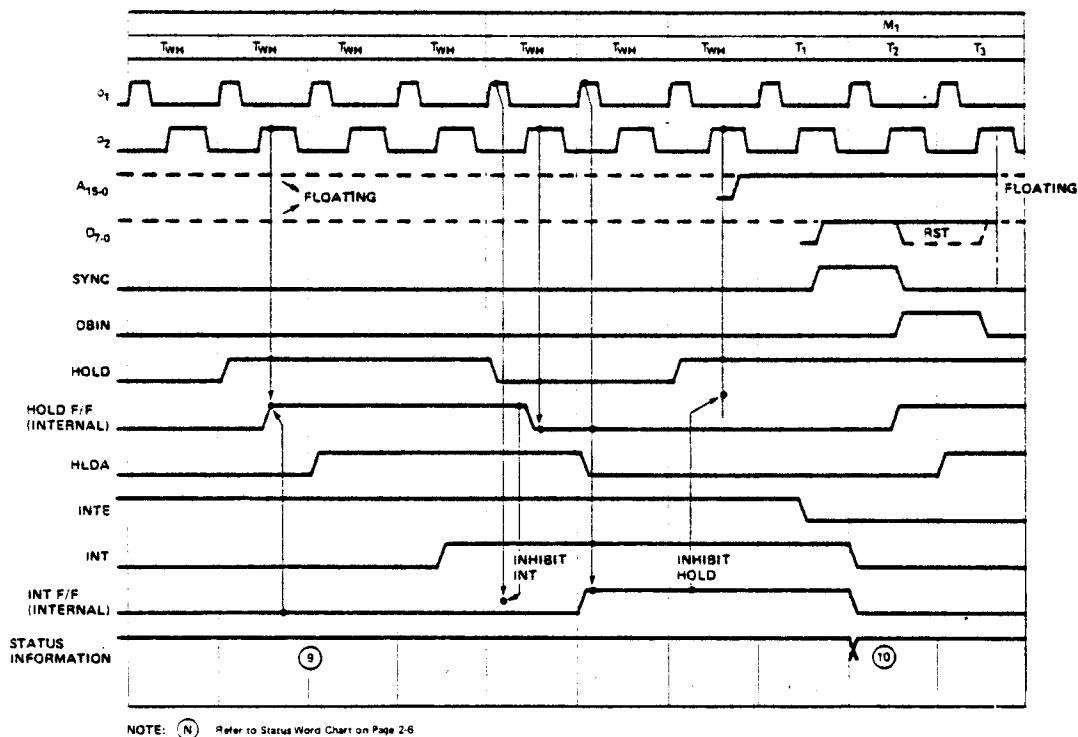 M1
TWH TWH TWH TWH TWH TWH TWH T1 T2 T3
ø1
ø2
A15-0
FLOATING
FLOATING
D7-0
RST
SYNC
DBIN
HOLD
HOLD F/F
(INTERNAL)
HLDA
INTE
INT
INHIBIT
INT
INHIBIT
HOLD
INT F/F
(INTERNAL)
STATUS
INFORMATION
9
10
NOTE: N Refer to Status Word Chart on Page 2-6